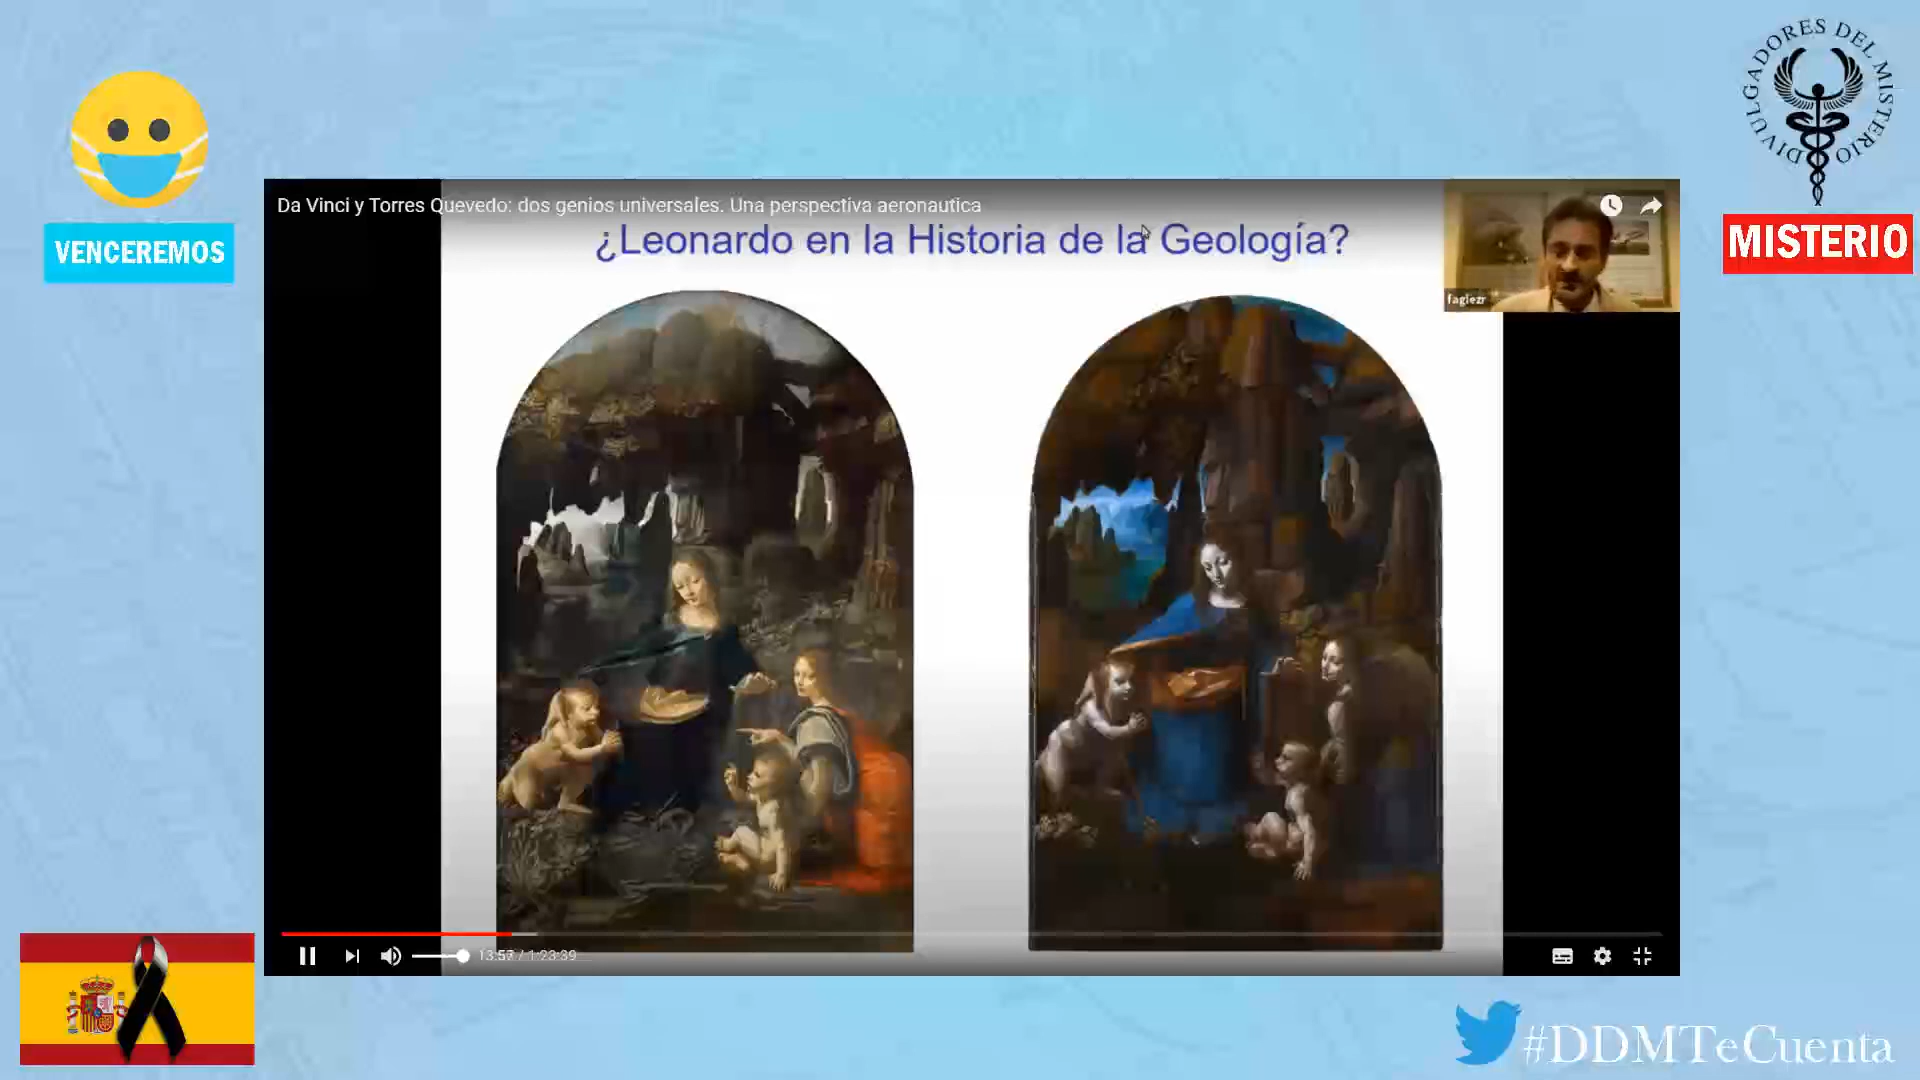 DIVULGADORES DEL MISTERIO
VENCEREMOS
MISTERIO
Da Vinci y Torres Quevedo: dos genios universales. Una perspectiva aeronautica
¿Leonardo en la Historia de la Geología?
faglezr
13:57 / 1:23:39
#DDMTeCuenta